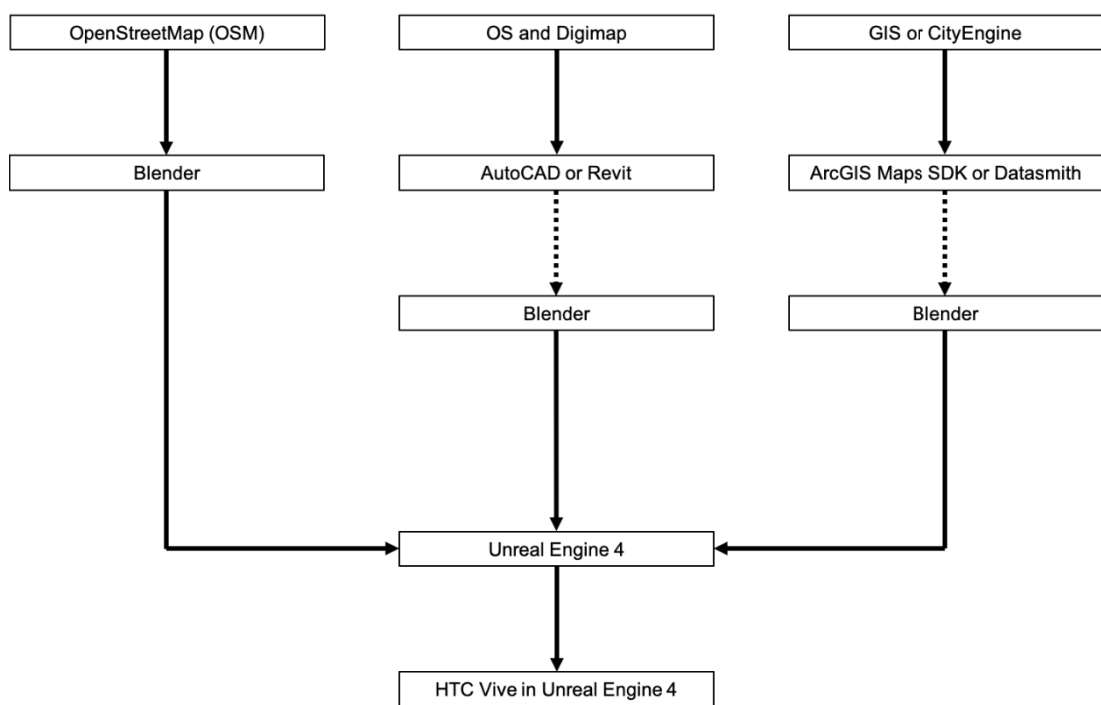 OpenStreetMap (OSM)
OS and Digimap
GIS or CityEngine
Blender
AutoCAD or Revit
ArcGIS Maps SDK or Datasmith
Blender
Blender
Unreal Engine 4
HTC Vive in Unreal Engine 4